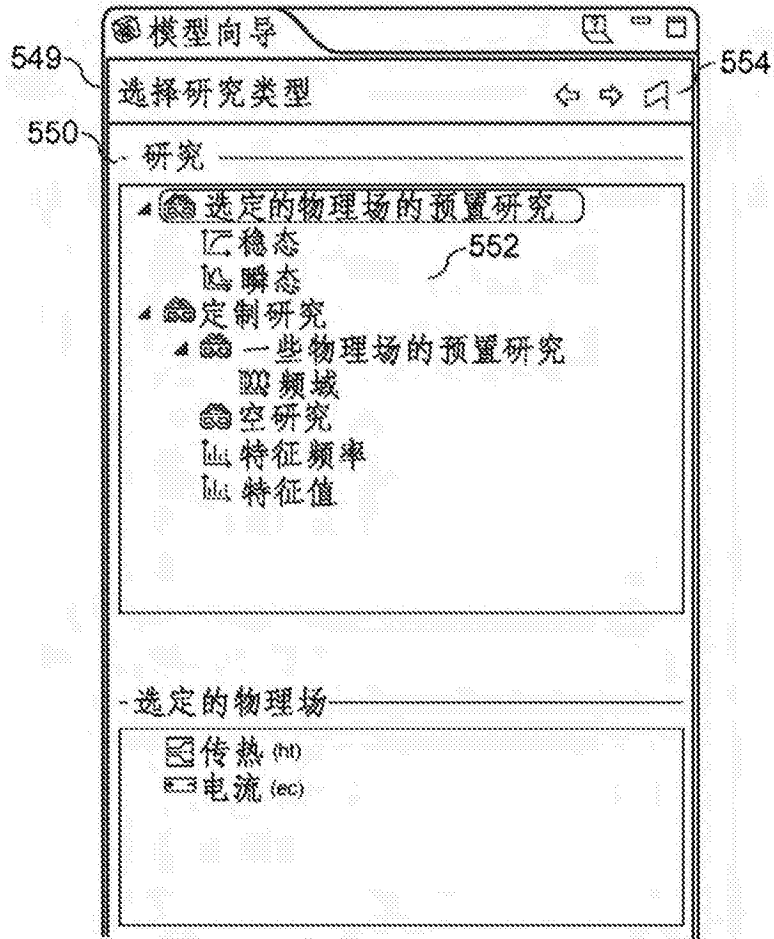 模型向导
549
选择研究类型
554
550
研究
选定的物理场的预置研究
稳态
552
瞬态
定制研究
一些物理场的预置研究
频域
空研究
特征频率
特征值
选定的物理场
传热 (ht)
电流 (ec)